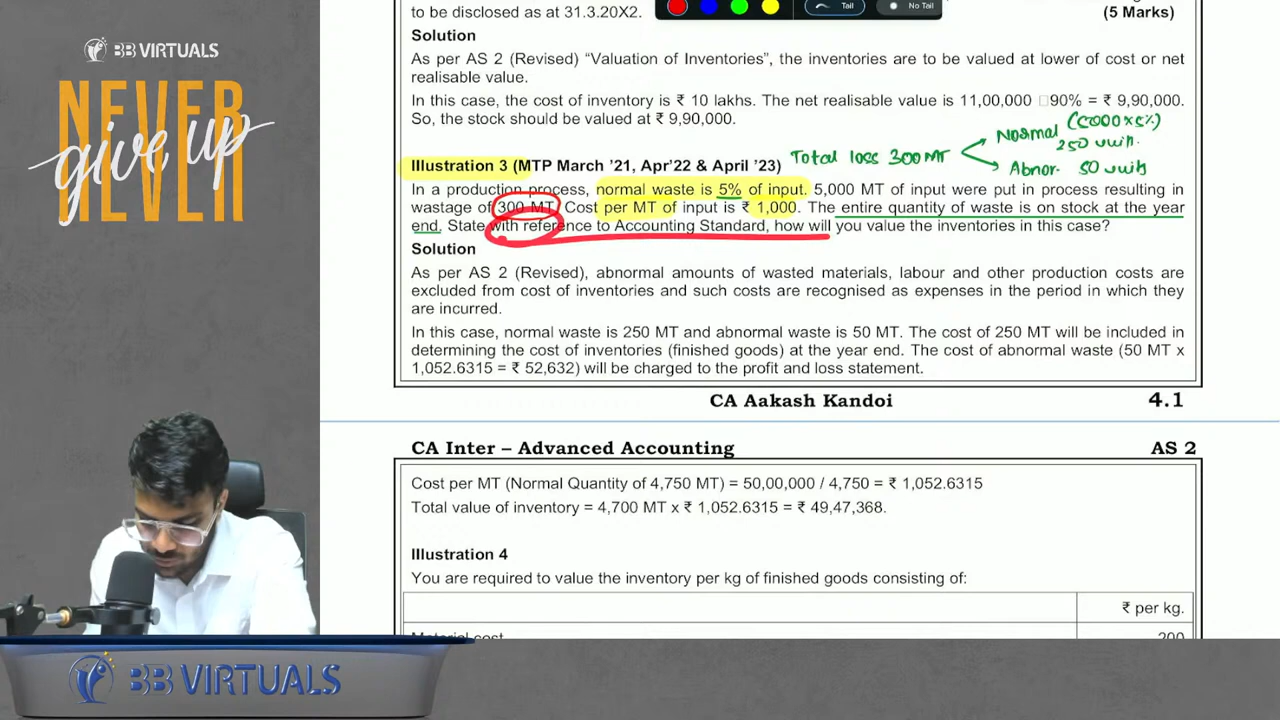 BB VIRTUALS
NEVER
give up
NEVER
Tail
No Tail
to be disclosed as at 31.3.20X2.
(5 Marks)
Solution
As per AS 2 (Revised) “Valuation of Inventories”, the inventories are to be valued at lower of cost or net
realisable value.
In this case, the cost of inventory is ₹ 10 lakhs. The net realisable value is 11,00,000 □90% = ₹ 9,90,000.
So, the stock should be valued at ₹ 9,90,000.
Total loss 300 MT
Normal (5000 x 5%)
250 units.
Abnor. 50 units
Illustration 3 (MTP March ’21, Apr’22 & April ’23)
In a production process, normal waste is 5% of input. 5,000 MT of input were put in process resulting in
wastage of 300 MT. Cost per MT of input is ₹ 1,000. The entire quantity of waste is on stock at the year
end. State with reference to Accounting Standard, how will you value the inventories in this case?
Solution
As per AS 2 (Revised), abnormal amounts of wasted materials, labour and other production costs are
excluded from cost of inventories and such costs are recognised as expenses in the period in which they
are incurred.
In this case, normal waste is 250 MT and abnormal waste is 50 MT. The cost of 250 MT will be included in
determining the cost of inventories (finished goods) at the year end. The cost of abnormal waste (50 MT x
1,052.6315 = ₹ 52,632) will be charged to the profit and loss statement.
CA Aakash Kandoi
4.1
CA Inter – Advanced Accounting
AS 2
Cost per MT (Normal Quantity of 4,750 MT) = 50,00,000 / 4,750 = ₹ 1,052.6315
Total value of inventory = 4,700 MT x ₹ 1,052.6315 = ₹ 49,47,368.
Illustration 4
You are required to value the inventory per kg of finished goods consisting of:
₹ per kg.
Material cost
200
BB VIRTUALS